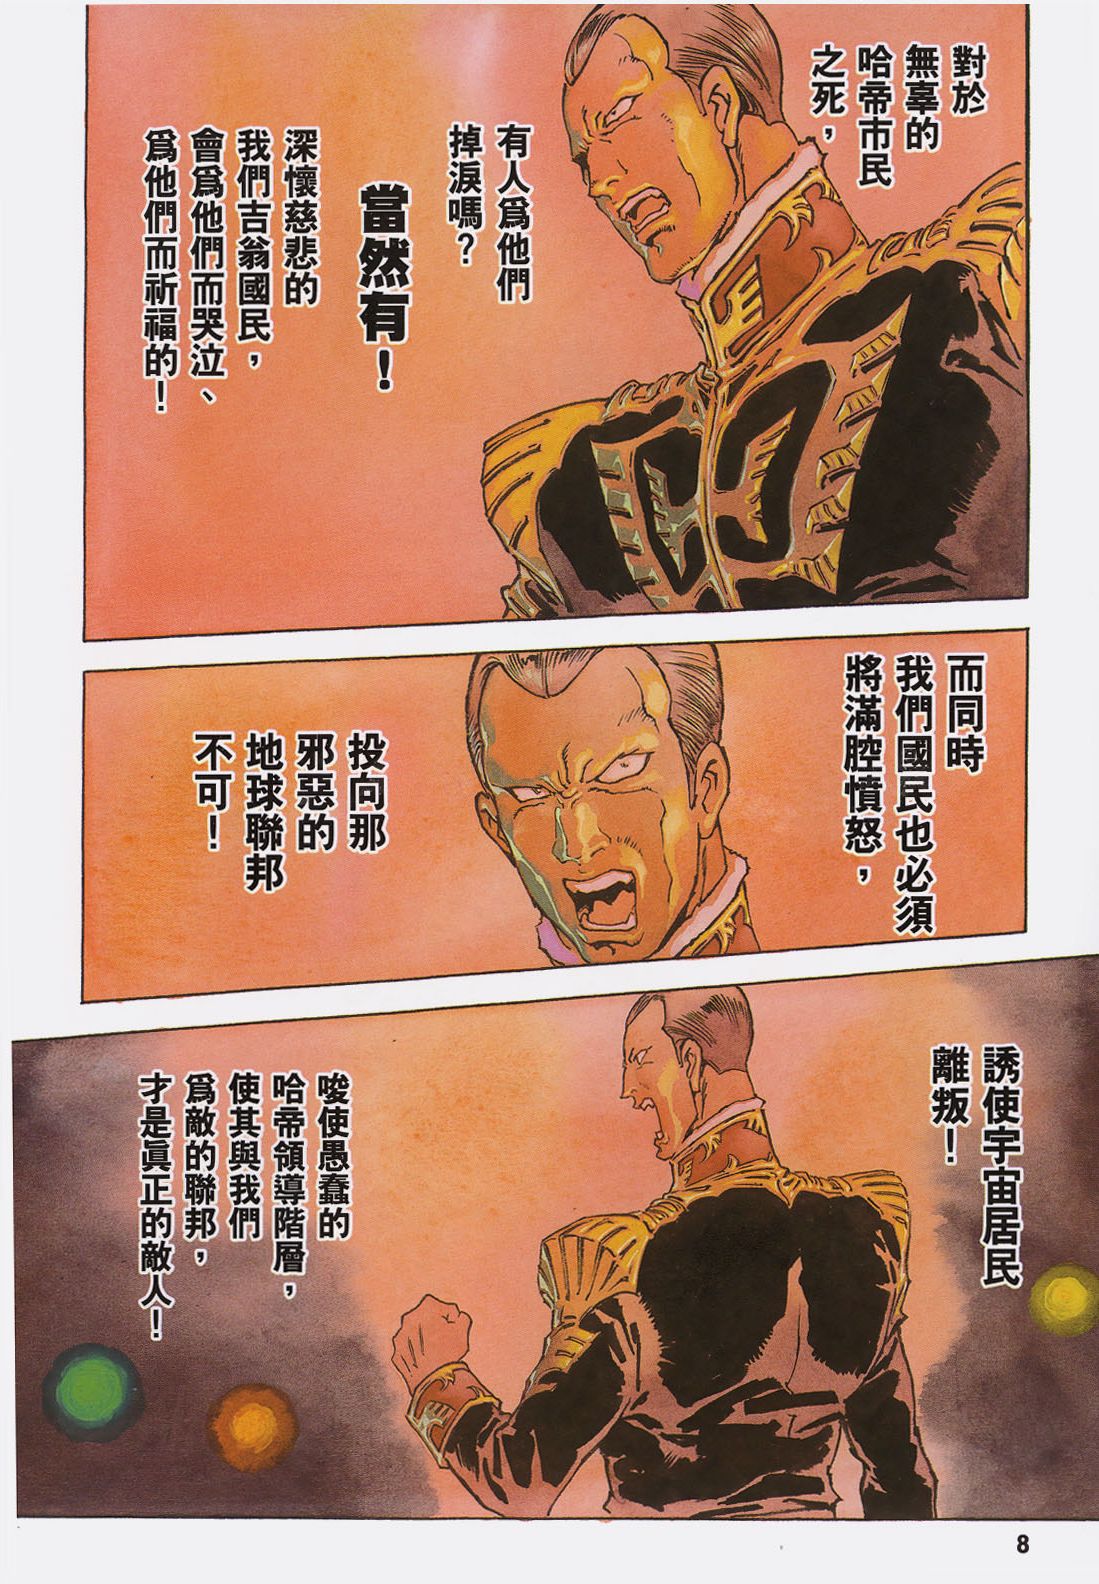 對於
無辜的
哈帝市民
之死，
有人爲他們
掉淚嗎？
當然有！
深懷慈悲的
我們吉翁國民，
會爲他們而哭泣、
爲他們而祈福的！
而同時
我們國民也必須
將滿腔憤怒，
投向那
邪惡的
地球聯邦
不可！
誘使宇宙居民
離叛！
唆使愚蠢的
哈帝領導階層，
使其與我們
爲敵的聯邦，
才是眞正的敵人！
8